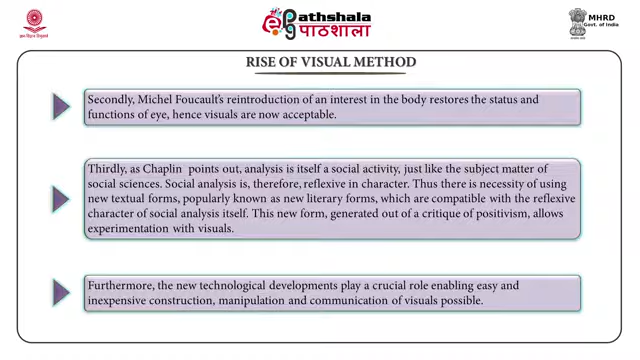 ePathshala
पाठशाला
MHRD
Govt. of India
RISE OF VISUAL METHOD
Secondly, Michel Foucault's reintroduction of an interest in the body restores the status and
functions of eye, hence visuals are now acceptable.
Thirdly, as Chaplin points out, analysis is itself a social activity, just like the subject matter of
social sciences. Social analysis is, therefore, reflexive in character. Thus there is necessity of using
new textual forms, popularly known as new literary forms, which are compatible with the reflexive
character of social analysis itself. This new form, generated out of a critique of positivism, allows
experimentation with visuals.
Furthermore, the new technological developments play a crucial role enabling easy and
inexpensive construction, manipulation and communication of visuals possible.